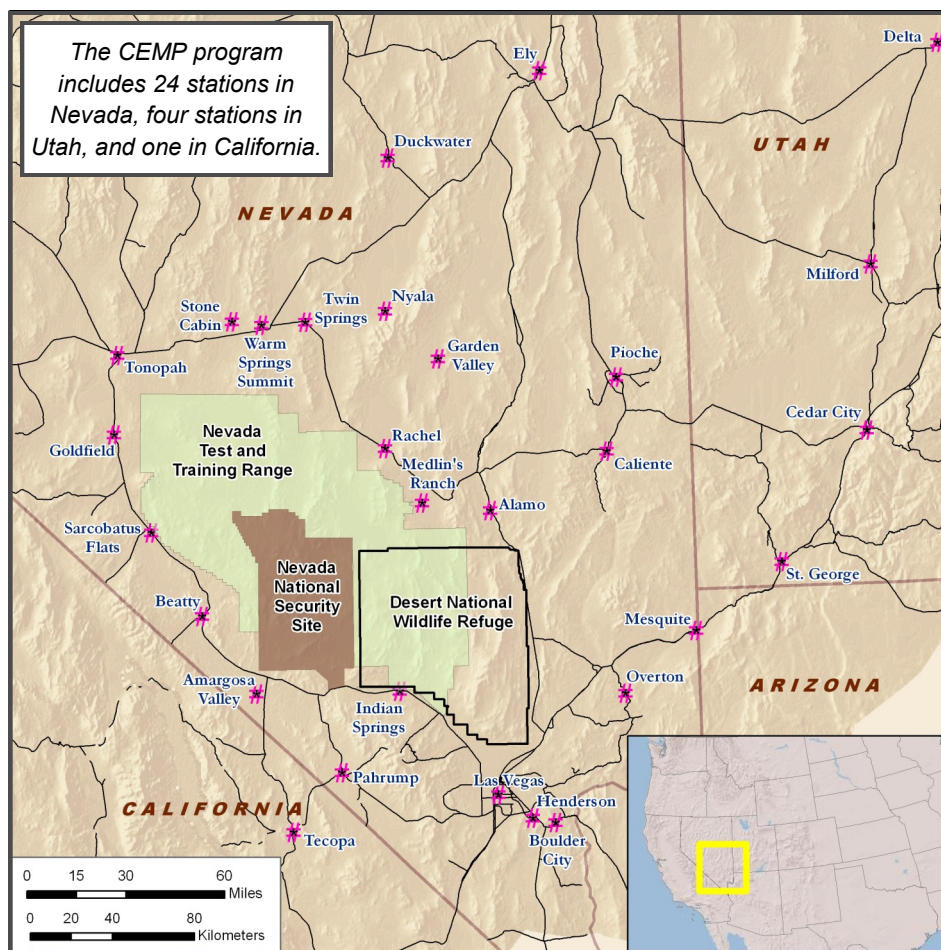 The CEMP program
includes 24 stations in
Nevada, four stations in
Utah, and one in California.
Ely
Delta
Duckwater
UTAH
NEVADA
Milford
Stone
Cabin
Twin
Springs
Nyala
Warm
Springs
Summit
Garden
Valley
Tonopah
Pioche
Cedar City
Nevada
Test and
Training Range
Goldfield
Rachel
Medlin's
Ranch
Caliente
Alamo
Sarcobatus
Flats
St. George
Nevada
National
Security
Site
Desert National
Wildlife Refuge
Beatty
Mesquite
Amargosa
Valley
Indian
Springs
Overton
ARIZONA
Pahrump
Las Vegas
Henderson
Boulder
City
CALIFORNIA
Tecopa
0 15 30 60
Miles
0 20 40 80
Kilometers